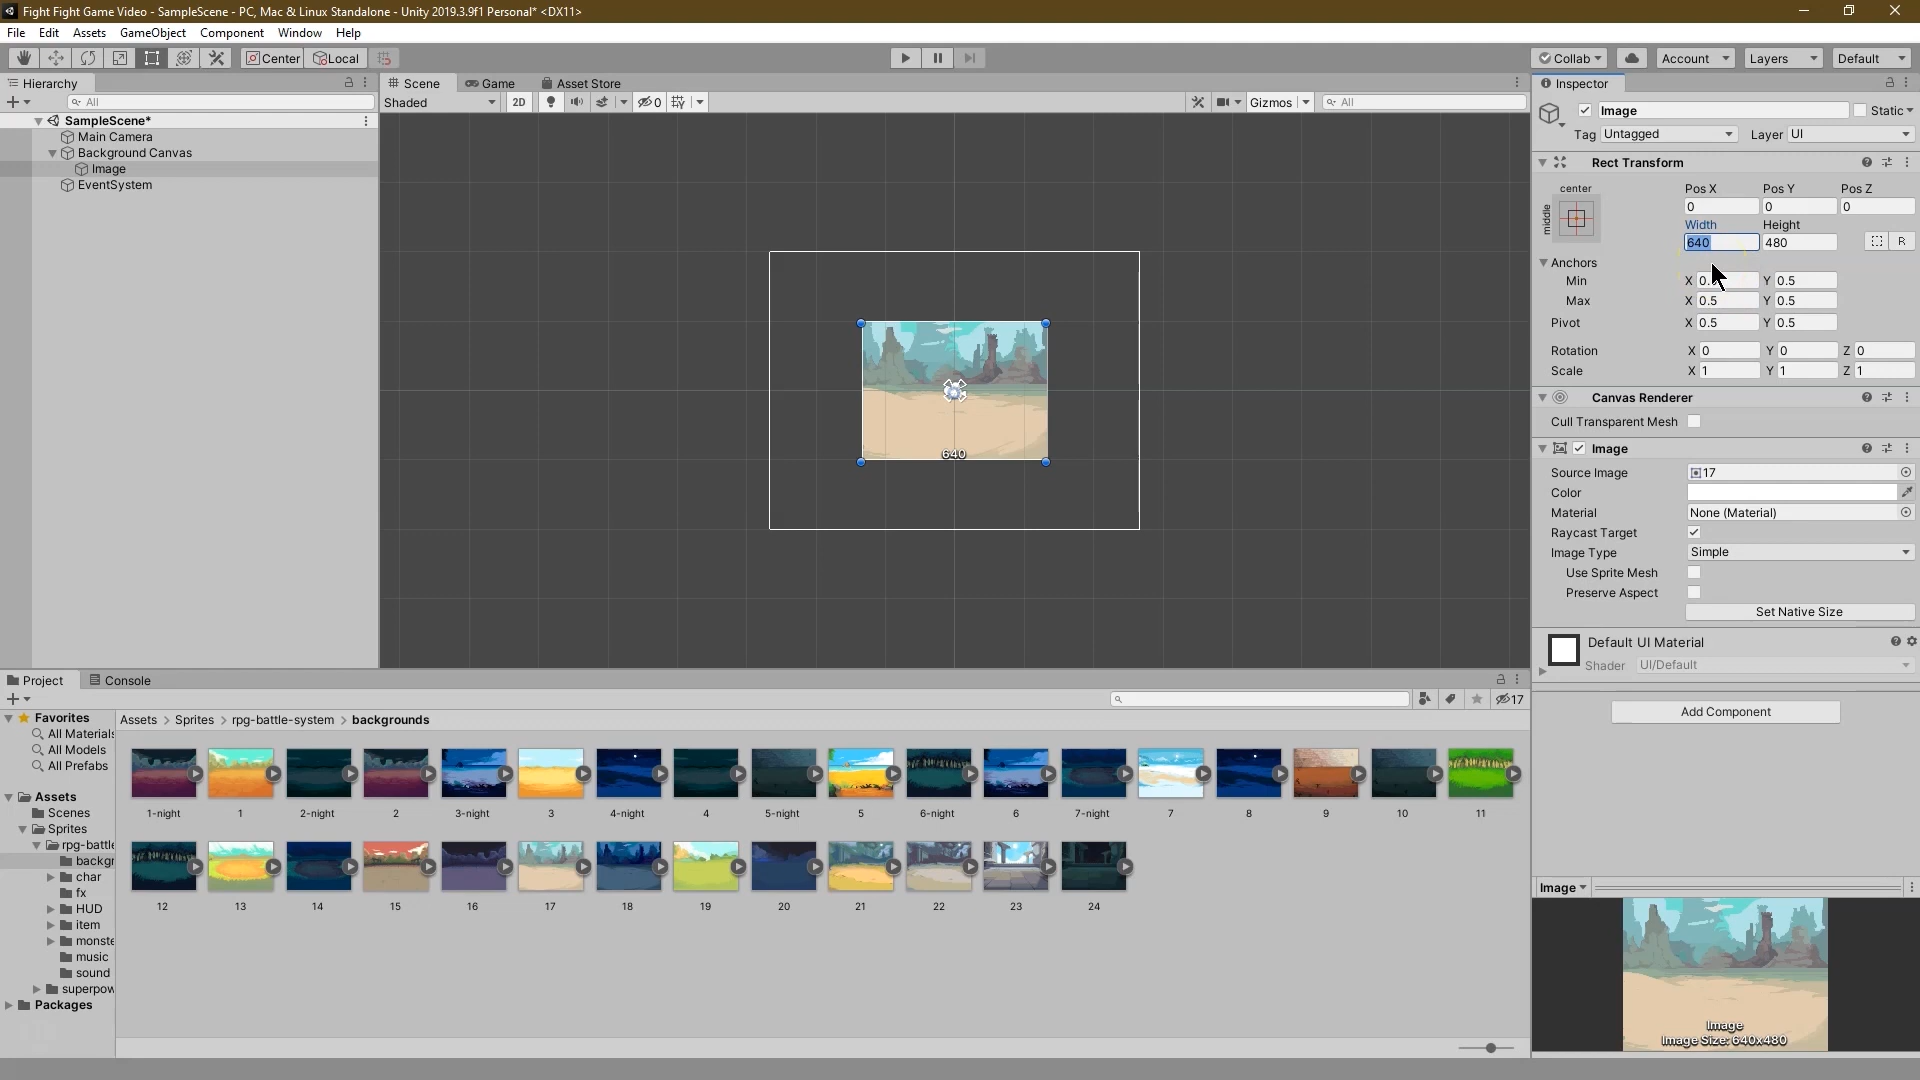 Fight Fight Game Video - SampleScene - PC, Mac & Linux Standalone - Unity 2019.3.9f1 Personal* <DX11>
File Edit Assets GameObject Component Window Help
Center Local Collab Account Layers Default
Hierarchy Scene Game Asset Store Inspector
All Shaded 2D 0 Gizmos All
SampleScene*
Main Camera
Background Canvas
Image
EventSystem
640
Image Static
Tag Untagged Layer UI
Rect Transform
center
middle
Pos X Pos Y Pos Z
0 0 0
Width Height
640 480 R
Anchors
Min X 0. Y 0.5
Max X 0.5 Y 0.5
Pivot X 0.5 Y 0.5
Rotation X 0 Y 0 Z 0
Scale X 1 Y 1 Z 1
Canvas Renderer
Cull Transparent Mesh
Image
Source Image 17
Color
Material None (Material)
Raycast Target
Image Type Simple
Use Sprite Mesh
Preserve Aspect
Set Native Size
Default UI Material
Shader UI/Default
Add Component
Project Console
17
Favorites
All Materials
All Models
All Prefabs
Assets
Scenes
Sprites
rpg-battle
backgr
char
fx
HUD
item
monste
music
sound
superpow
Packages
Assets > Sprites > rpg-battle-system > backgrounds
1-night 1 2-night 2 3-night 3 4-night 4 5-night 5 6-night 6 7-night 7 8 9 10 11
12 13 14 15 16 17 18 19 20 21 22 23 24
Image
Image
Image Size: 640x480